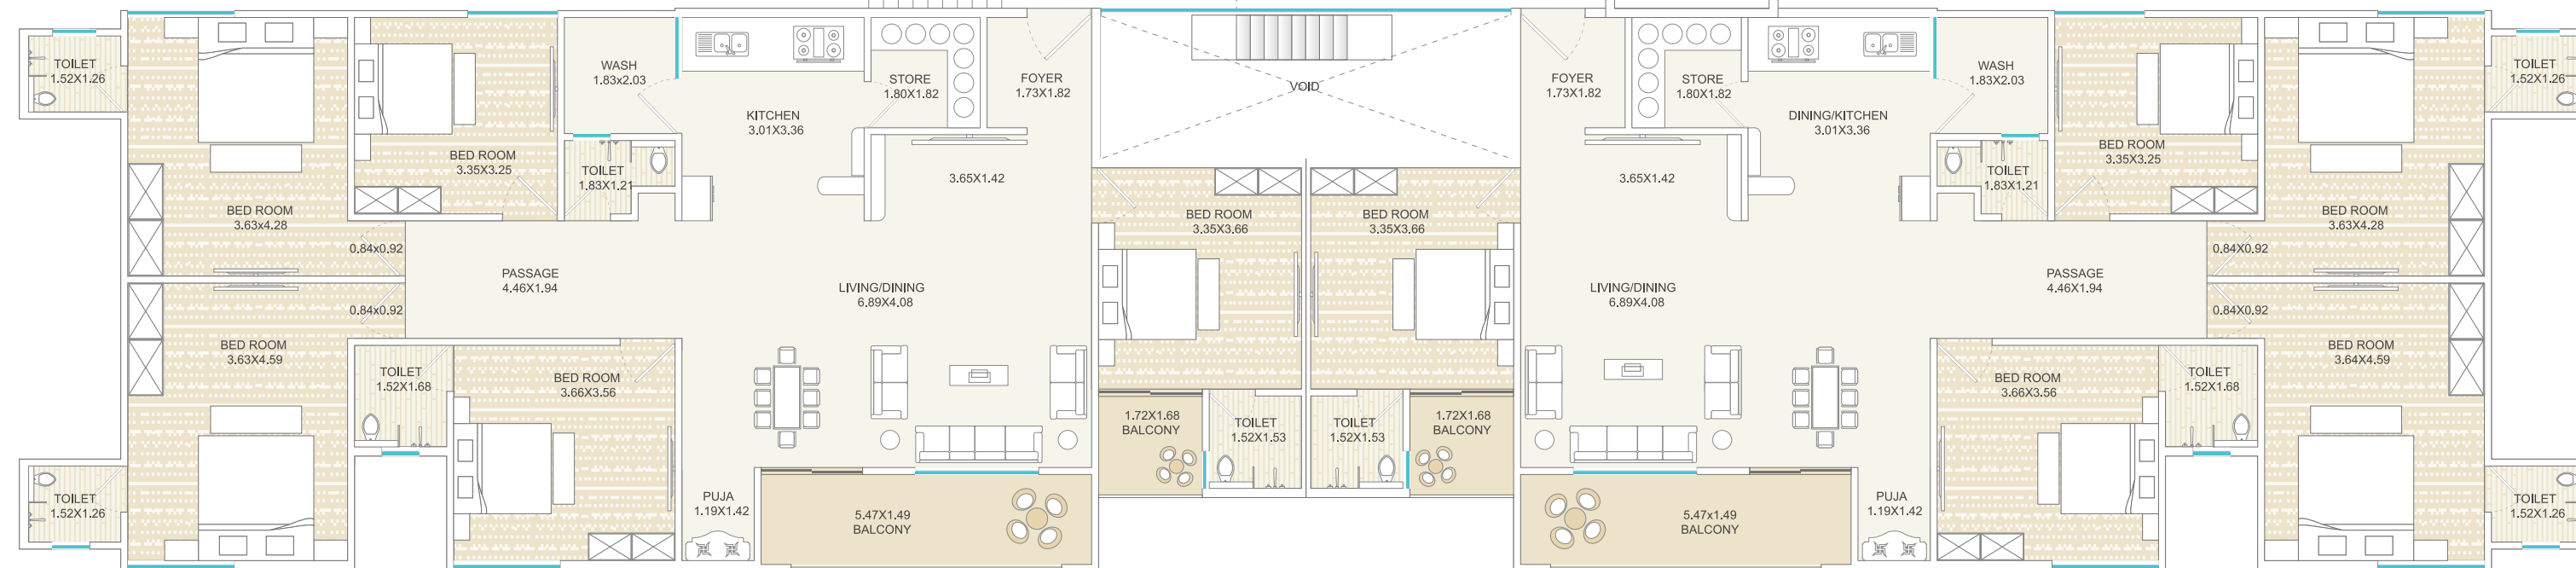 TOILET
1.52X1.26
BED ROOM
3.63x4.28
BED ROOM
3.35X3.25
WASH
1.83x2.03
TOILET
1.83X1.21
KITCHEN
3.01X3.36
STORE
1.80X1.82
FOYER
1.73X1.82
3.65X1.42
0.84x0.92
PASSAGE
4.46X1.94
LIVING/DINING
6.89X4.08
0.84x0.92
BED ROOM
3.63X4.59
TOILET
1.52X1.68
BED ROOM
3.66X3.56
TOILET
1.52X1.26
PUJA
1.19X1.42
5.47X1.49
BALCONY
VOID
BED ROOM
3.35X3.66
BED ROOM
3.35X3.66
1.72X1.68
BALCONY
TOILET
1.52X1.53
TOILET
1.52X1.53
1.72X1.68
BALCONY
FOYER
1.73X1.82
STORE
1.80X1.82
DINING/KITCHEN
3.01X3.36
WASH
1.83X2.03
TOILET
1.83X1.21
BED ROOM
3.35X3.25
BED ROOM
3.63X4.28
TOILET
1.52X1.26
3.65X1.42
LIVING/DINING
6.89X4.08
PASSAGE
4.46X1.94
0.84X0.92
0.84X0.92
BED ROOM
3.64X4.59
BED ROOM
3.66X3.56
TOILET
1.52X1.68
5.47x1.49
BALCONY
PUJA
1.19X1.42
TOILET
1.52X1.26